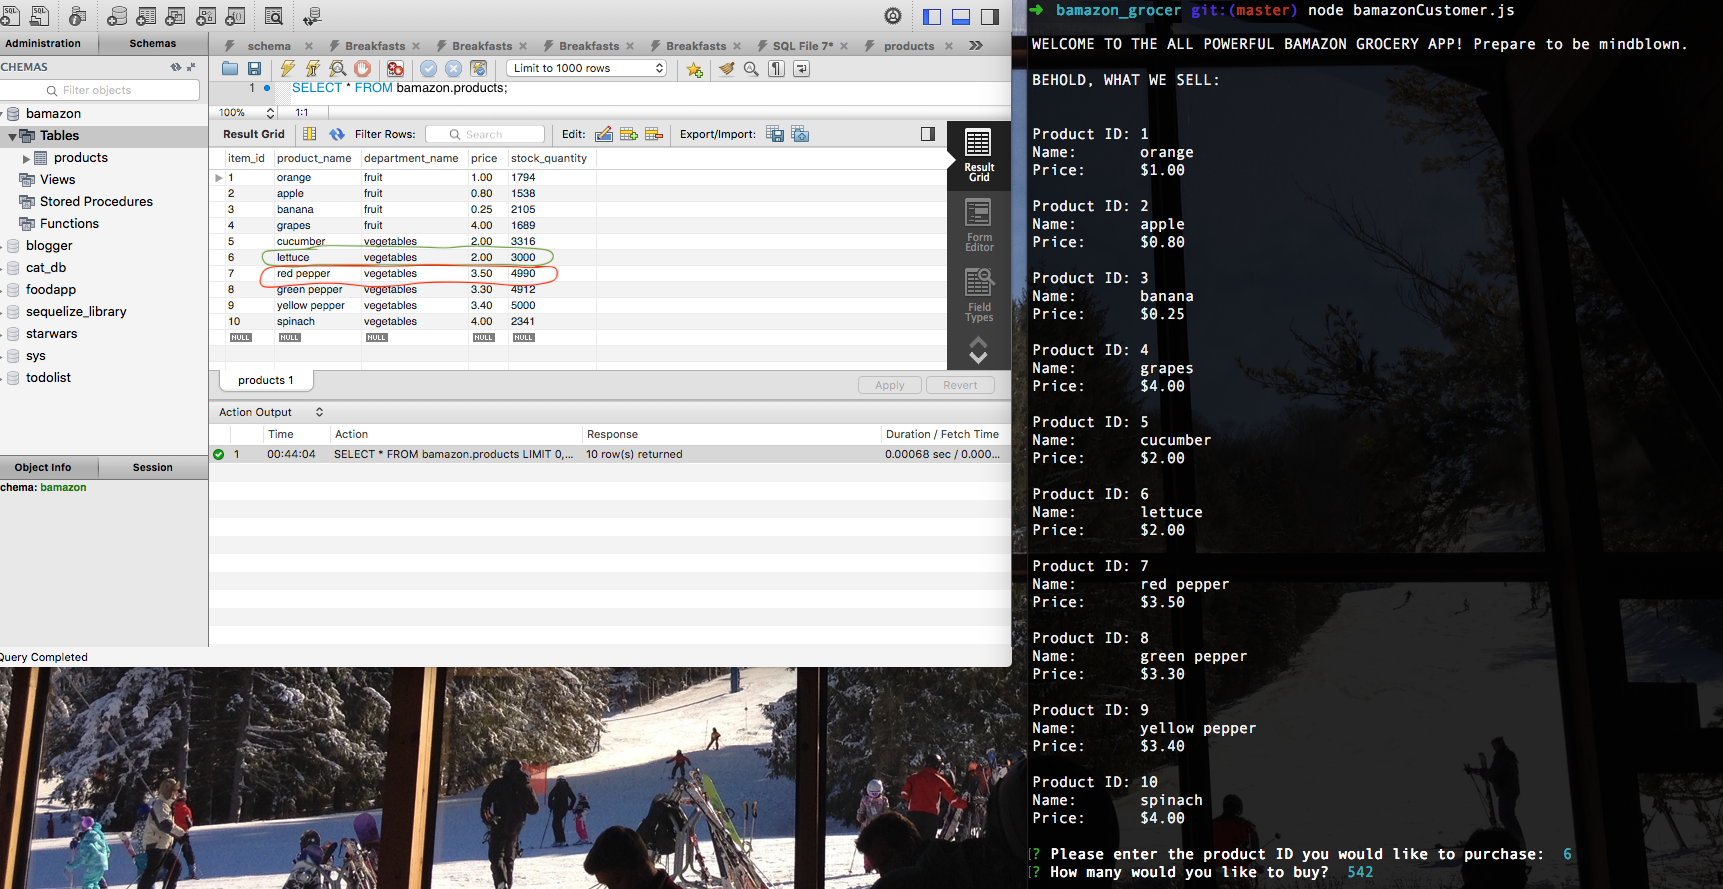 Administration Schemas
CHEMAS
Filter objects
bamazon
Tables
products
Views
Stored Procedures
Functions
blogger
cat_db
foodapp
sequelize_library
starwars
sys
todolist
Object Info Session
chema: bamazon
Query Completed
schema Breakfasts Breakfasts Breakfasts Breakfasts SQL File 7* products
Limit to 1000 rows
1 SELECT * FROM bamazon.products;
100% 1:1
Result Grid Filter Rows: Search Edit: Export/Import:
item_id product_name department_name price stock_quantity
1 orange fruit 1.00 1794
2 apple fruit 0.80 1538
3 banana fruit 0.25 2105
4 grapes fruit 4.00 1689
5 cucumber vegetables 2.00 3316
6 lettuce vegetables 2.00 3000
7 red pepper vegetables 3.50 4990
8 green pepper vegetables 3.30 4912
9 yellow pepper vegetables 3.40 5000
10 spinach vegetables 4.00 2341
NULL NULL NULL NULL NULL
Result
Grid
Form
Editor
Field
Types
products 1 Apply Revert
Action Output
Time Action Response Duration / Fetch Time
1 00:44:04 SELECT * FROM bamazon.products LIMIT 0,... 10 row(s) returned 0.00068 sec / 0.000...
➜ bamazon_grocer git:(master) node bamazonCustomer.js
WELCOME TO THE ALL POWERFUL BAMAZON GROCERY APP! Prepare to be mindblown.
BEHOLD, WHAT WE SELL:
Product ID: 1
Name: orange
Price: $1.00
Product ID: 2
Name: apple
Price: $0.80
Product ID: 3
Name: banana
Price: $0.25
Product ID: 4
Name: grapes
Price: $4.00
Product ID: 5
Name: cucumber
Price: $2.00
Product ID: 6
Name: lettuce
Price: $2.00
Product ID: 7
Name: red pepper
Price: $3.50
Product ID: 8
Name: green pepper
Price: $3.30
Product ID: 9
Name: yellow pepper
Price: $3.40
Product ID: 10
Name: spinach
Price: $4.00
? Please enter the product ID you would like to purchase: 6
? How many would you like to buy? 542